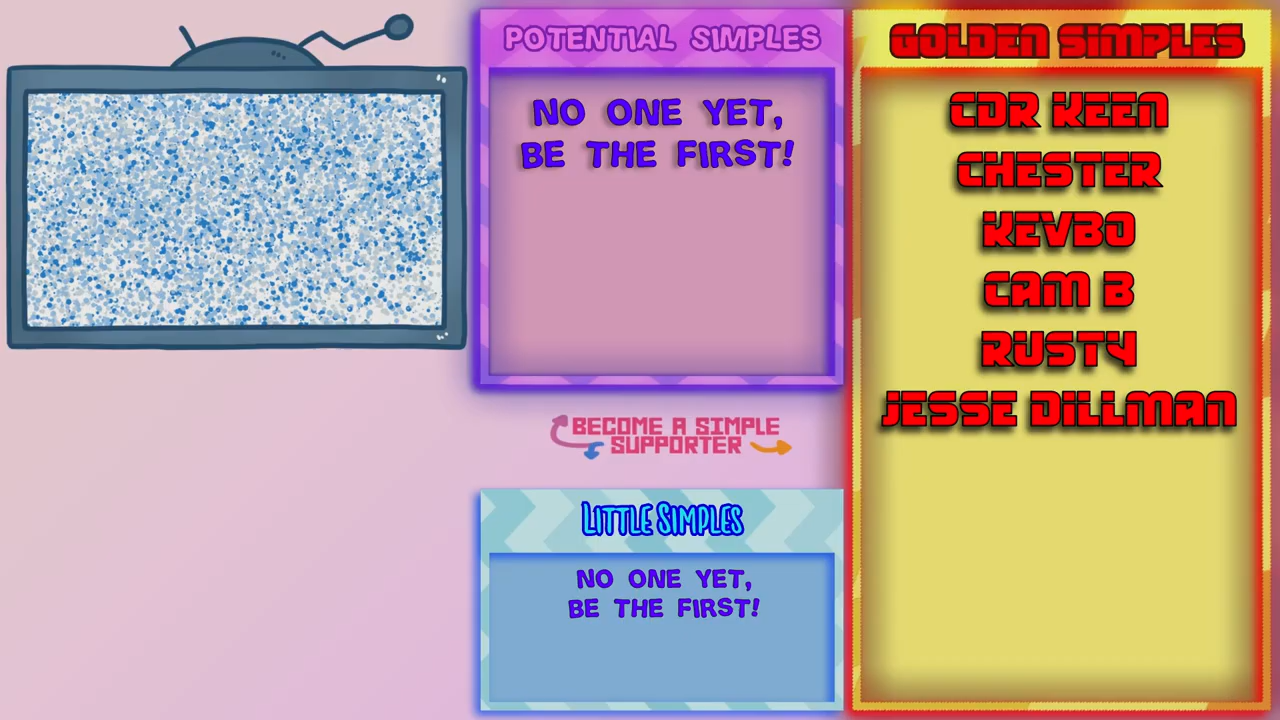 POTENTIAL SIMPLES
NO ONE YET,
BE THE FIRST!
BECOME A SIMPLE
SUPPORTER
LITTLE SIMPLES
NO ONE YET,
BE THE FIRST!
GOLDEN SIMPLES
CDR KEEN
CHESTER
KEVBO
CAM B
RUSTY
JESSE DILLMAN